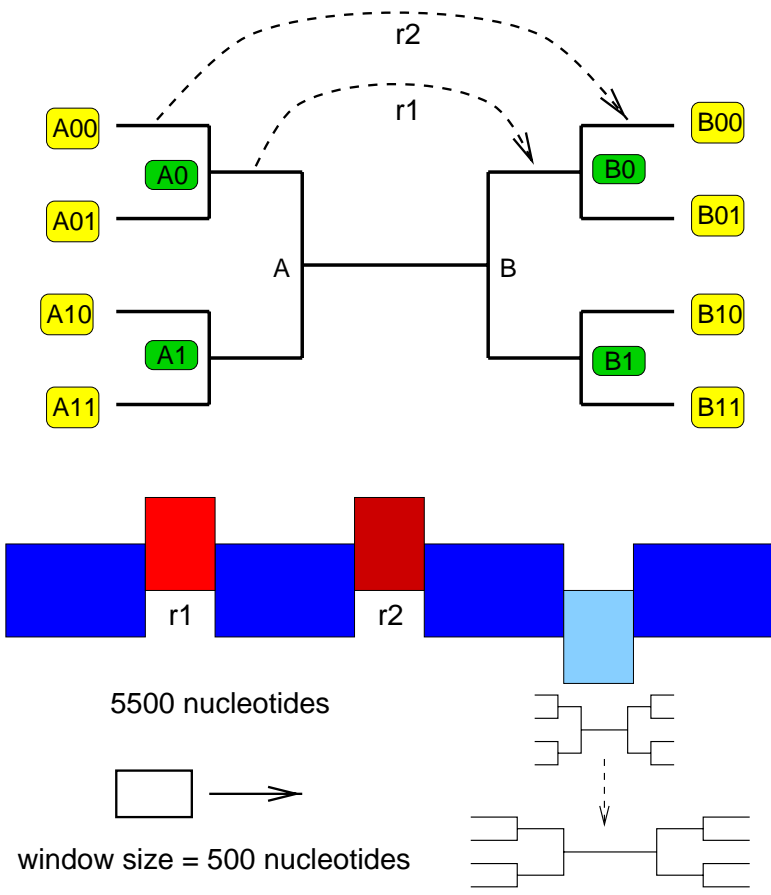 r2
r1
A00 B00
A0 B0
A01 B01
A B
A10 B10
A1 B1
A11 B11
r1 r2
5500 nucleotides
window size = 500 nucleotides